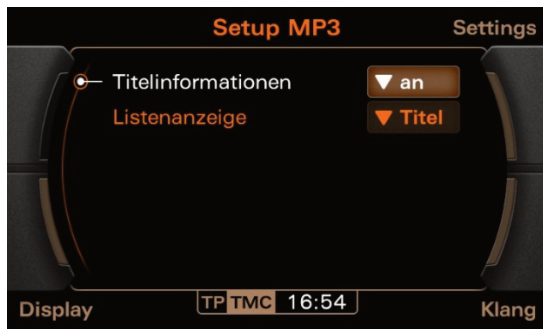 Setup MP3 Settings
Titelinformationen an
Listenanzeige Titel
Display TP TMC 16:54 Klang